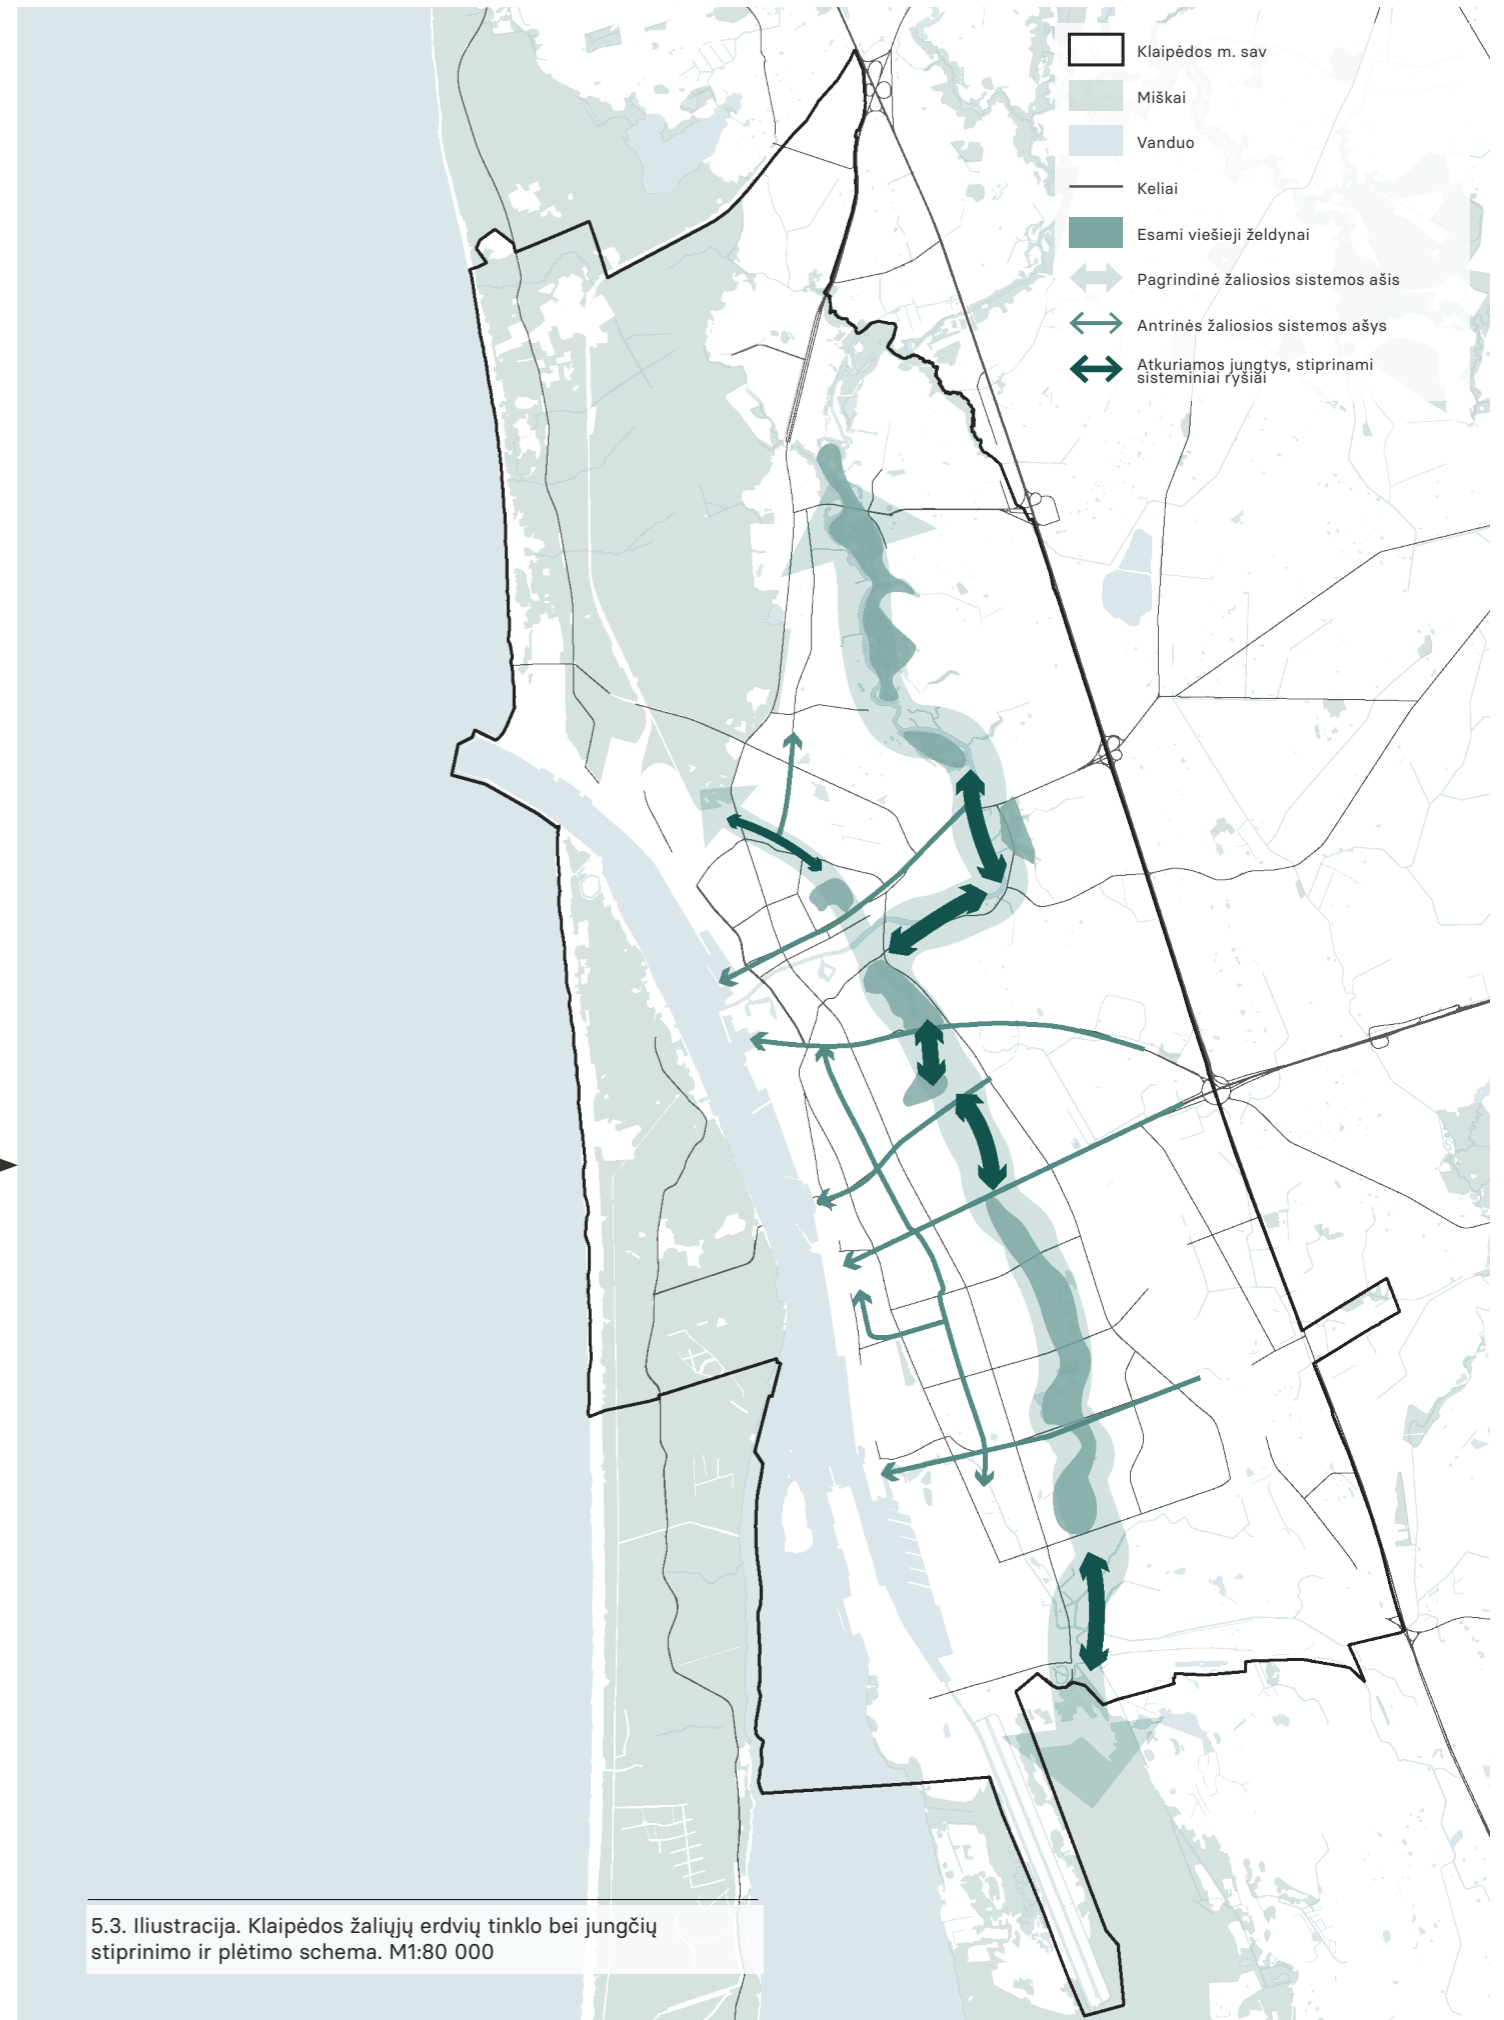 Klaipėdos m. sav
Miškai
Vanduo
Keliai
Esami viešieji želdynai
Pagrindinė žaliosios sistemos ašis
Antrinės žaliosios sistemos ašys
Atkuriamos jungtys, stiprinami
sisteminiai ryšiai
5.3. Iliustracija. Klaipėdos žaliųjų erdvių tinklo bei jungčių
stiprinimo ir plėtimo schema. M1:80 000